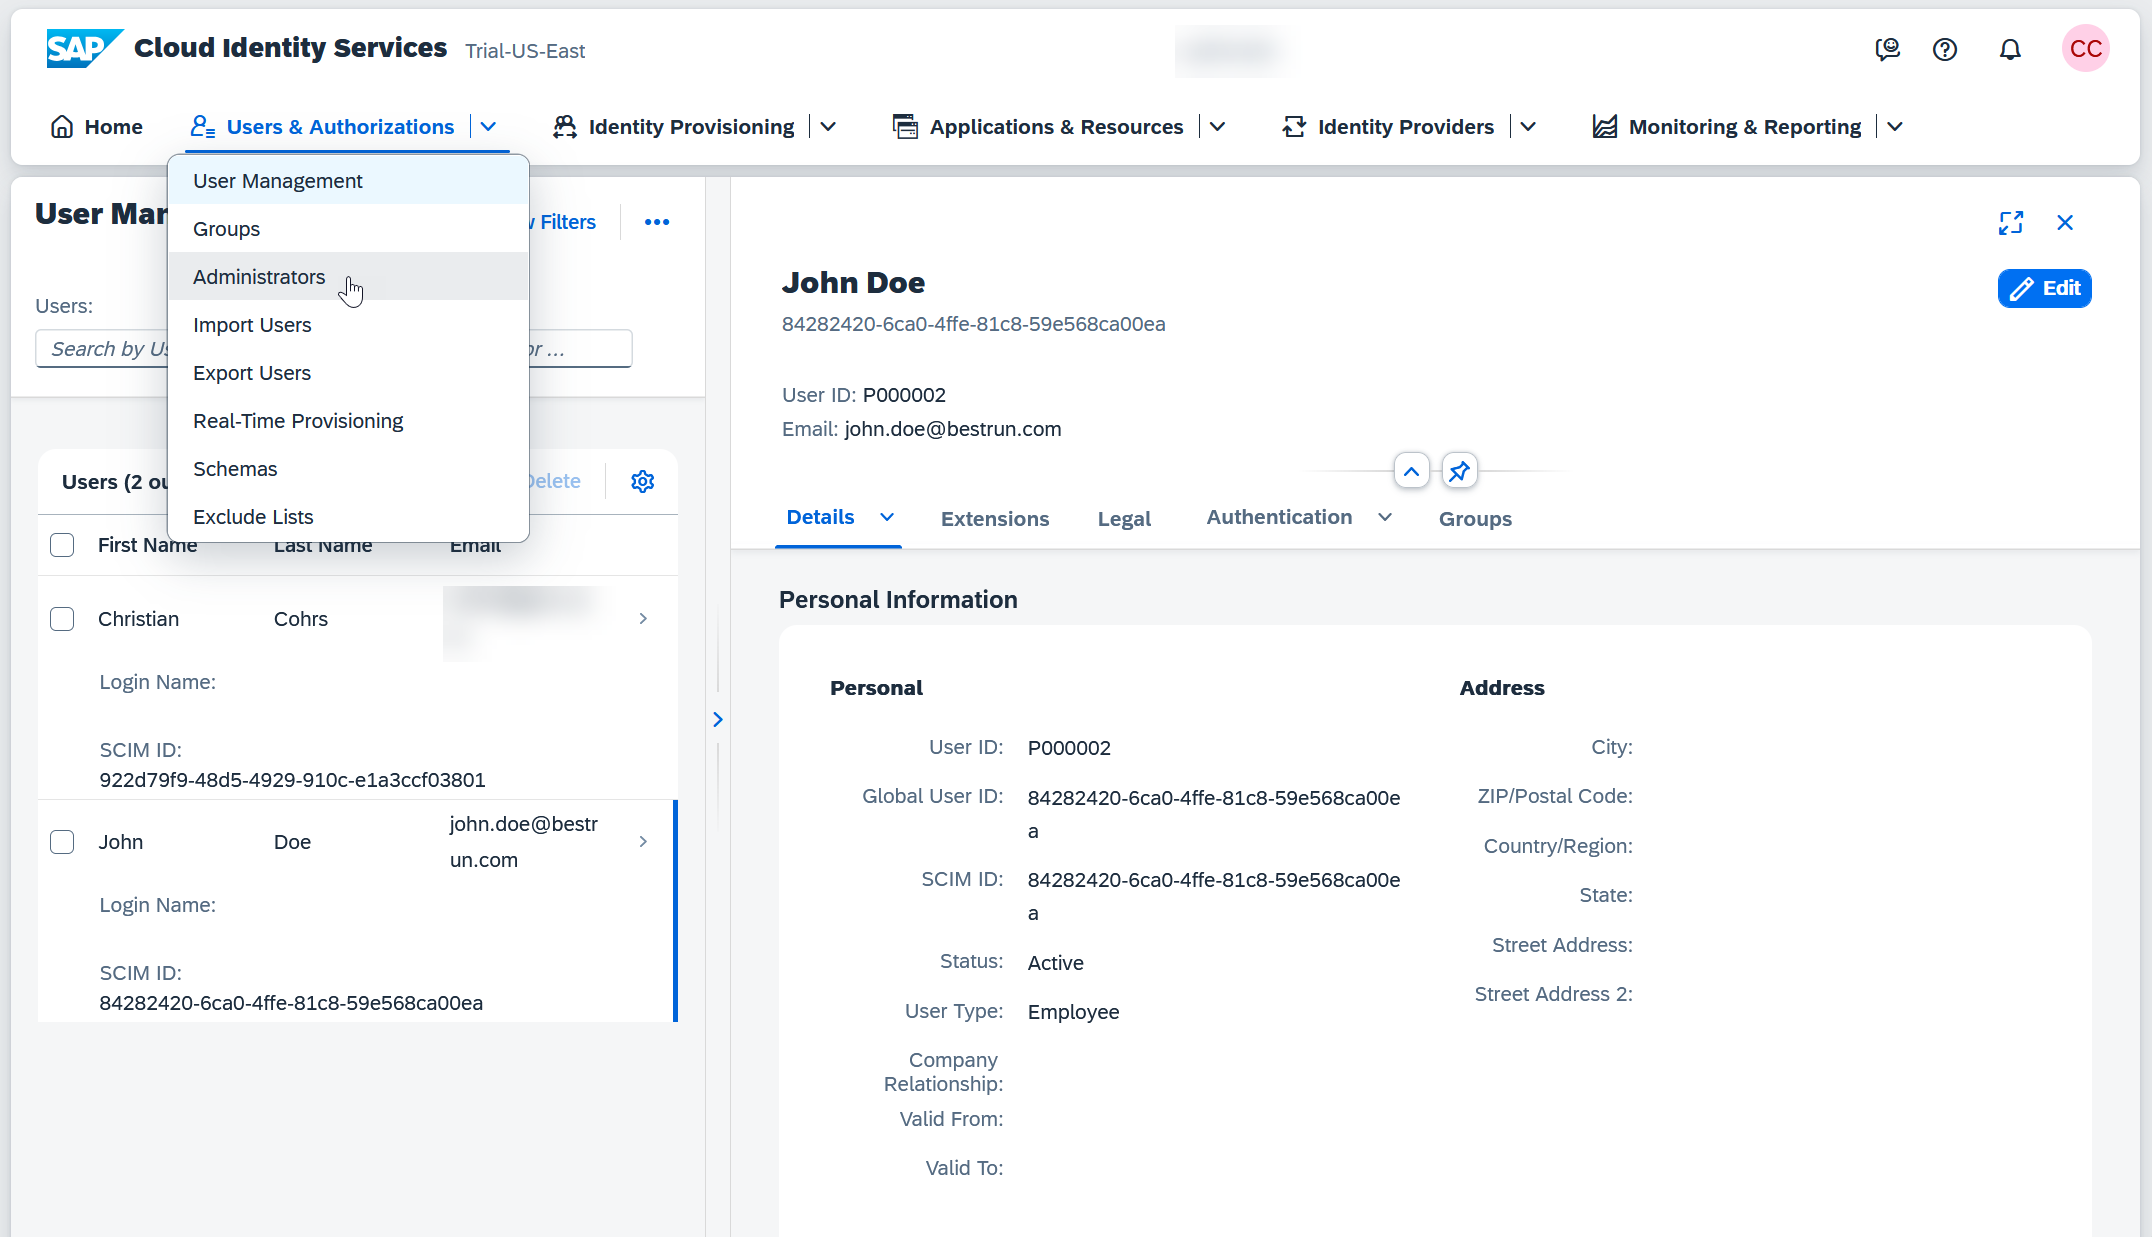 SAP Cloud Identity Services Trial-US-East
CC
Home
Users & Authorizations
Identity Provisioning
Applications & Resources
Identity Providers
Monitoring & Reporting
User Management
Groups
Administrators
Import Users
Export Users
Real-Time Provisioning
Schemas
Exclude Lists
User
Filters
Users:
Search by
...
Users (2
Delete
First Name Last Name Email
Christian Cohrs
Login Name:
SCIM ID:
922d79f9-48d5-4929-910c-e1a3ccf03801
John Doe john.doe@bestr
un.com
Login Name:
SCIM ID:
84282420-6ca0-4ffe-81c8-59e568ca00ea
John Doe
Edit
84282420-6ca0-4ffe-81c8-59e568ca00ea
User ID: P000002
Email: john.doe@bestrun.com
Details Extensions Legal Authentication Groups
Personal Information
Personal
User ID: P000002
Global User ID: 84282420-6ca0-4ffe-81c8-59e568ca00e
a
SCIM ID: 84282420-6ca0-4ffe-81c8-59e568ca00e
a
Status: Active
User Type: Employee
Company
Relationship:
Valid From:
Valid To:
Address
City:
ZIP/Postal Code:
Country/Region:
State:
Street Address:
Street Address 2: